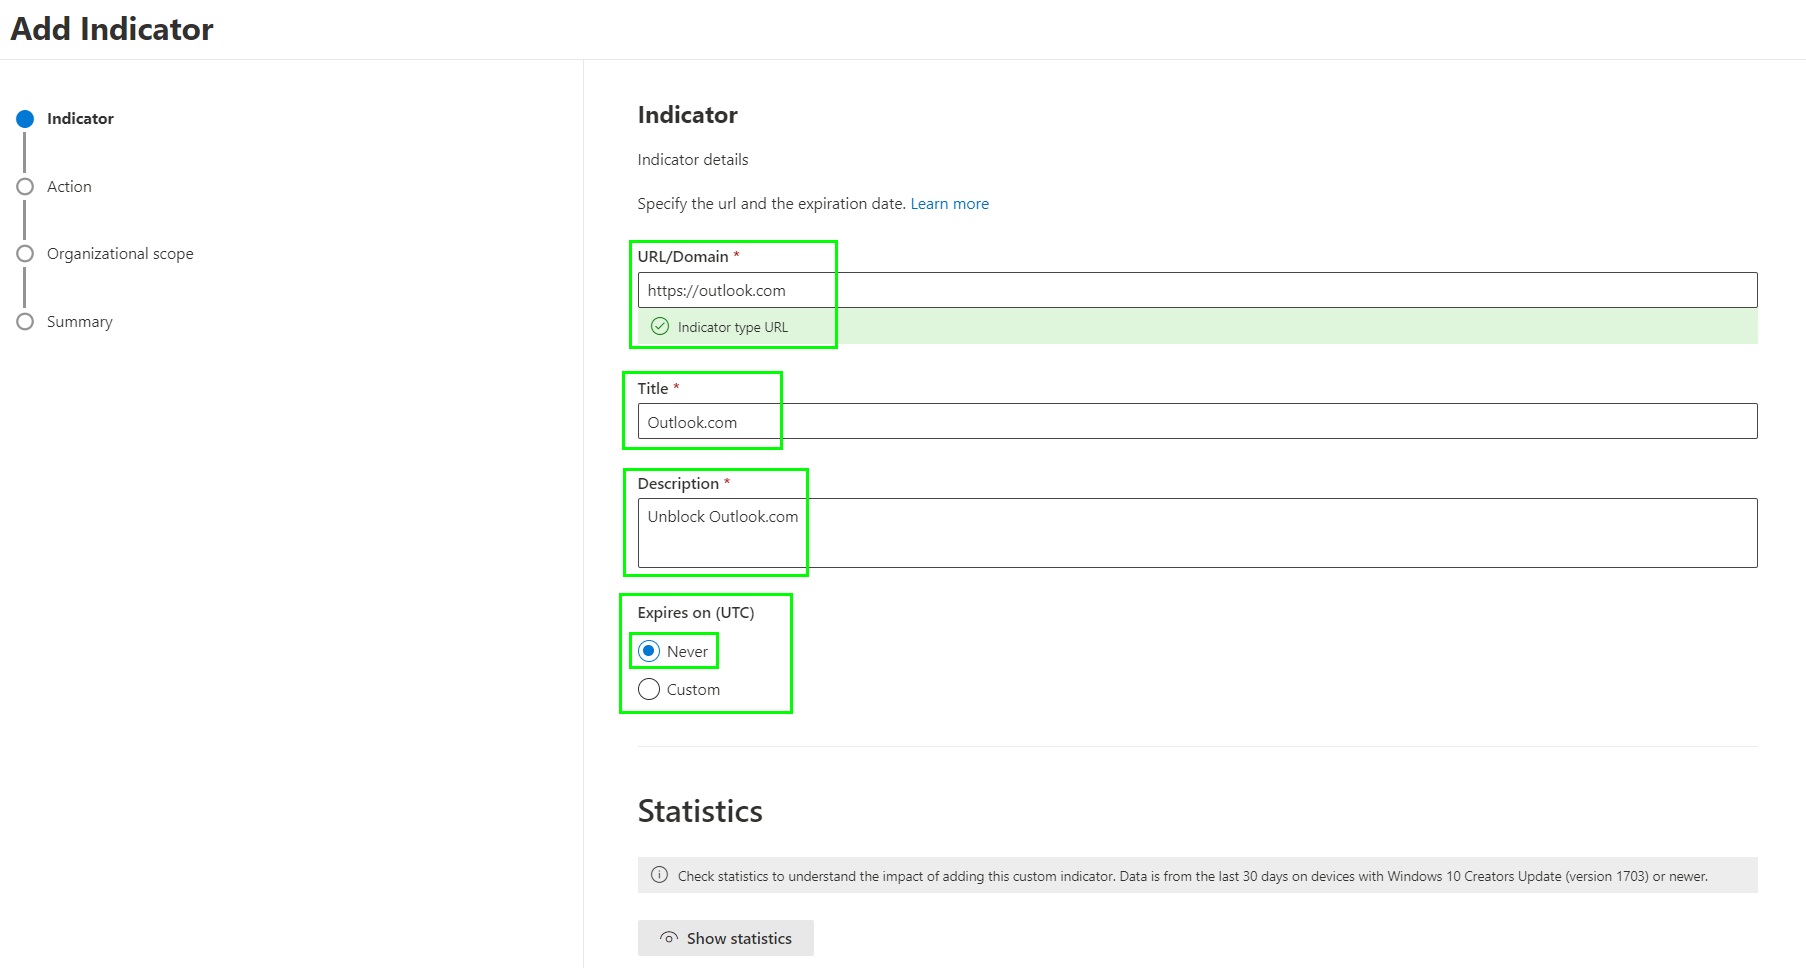 Add Indicator
Indicator
Action
Organizational scope
Summary
Indicator
Indicator details
Specify the url and the expiration date. Learn more
URL/Domain *
https://outlook.com
Indicator type URL
Title *
Outlook.com
Description *
Unblock Outlook.com
Expires on (UTC)
Never
Custom
Statistics
Check statistics to understand the impact of adding this custom indicator. Data is from the last 30 days on devices with Windows 10 Creators Update (version 1703) or newer.
Show statistics